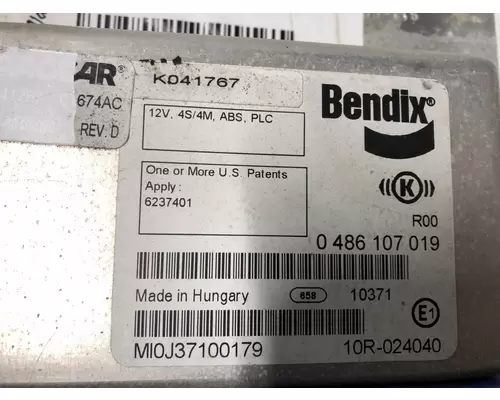 CAR®
K041767
674AC
REV. D
Bendix®
12V, 4S/4M, ABS, PLC
One or More U.S. Patents
Apply :
6237401
((K))
R00
0 486 107 019
Made in Hungary
658
10371
E1
MI0J37100179
10R-024040